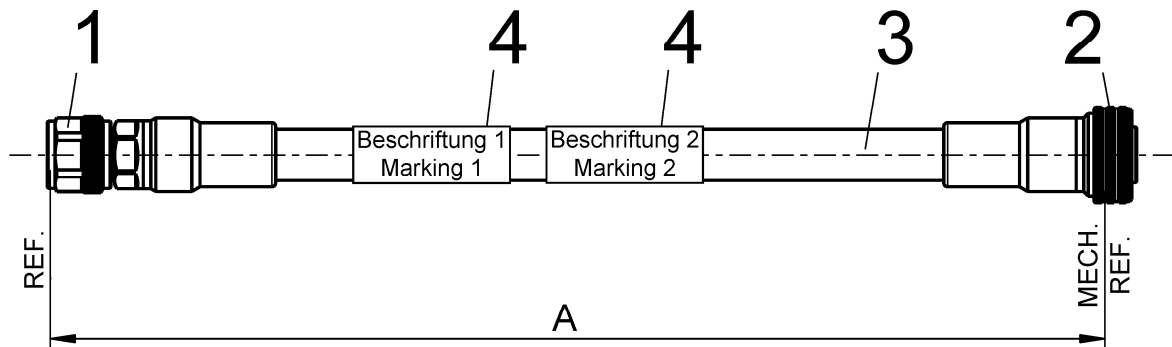 1
4
4
3
2
Beschriftung 1
Marking 1
Beschriftung 2
Marking 2
REF.
MECH.
REF.
A